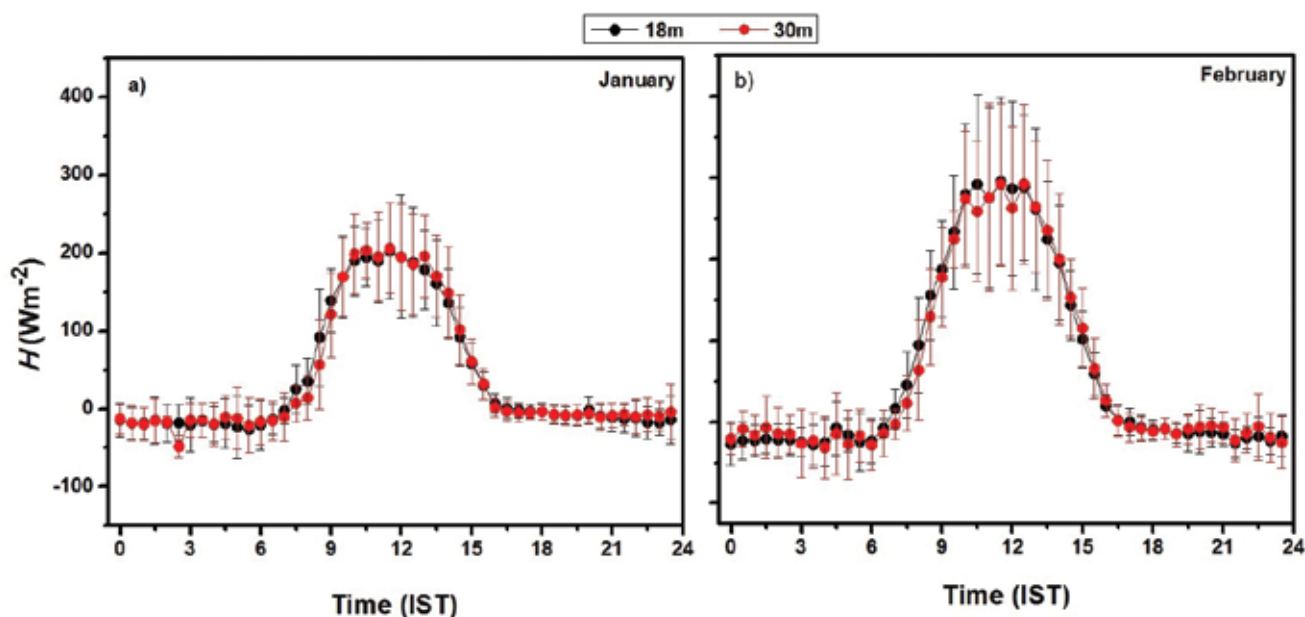 18m 30m
a) January
b) February
H (Wm-2)
400
300
200
100
0
-100
0 3 6 9 12 15 18 21 24
0 3 6 9 12 15 18 21 24
Time (IST)
Time (IST)